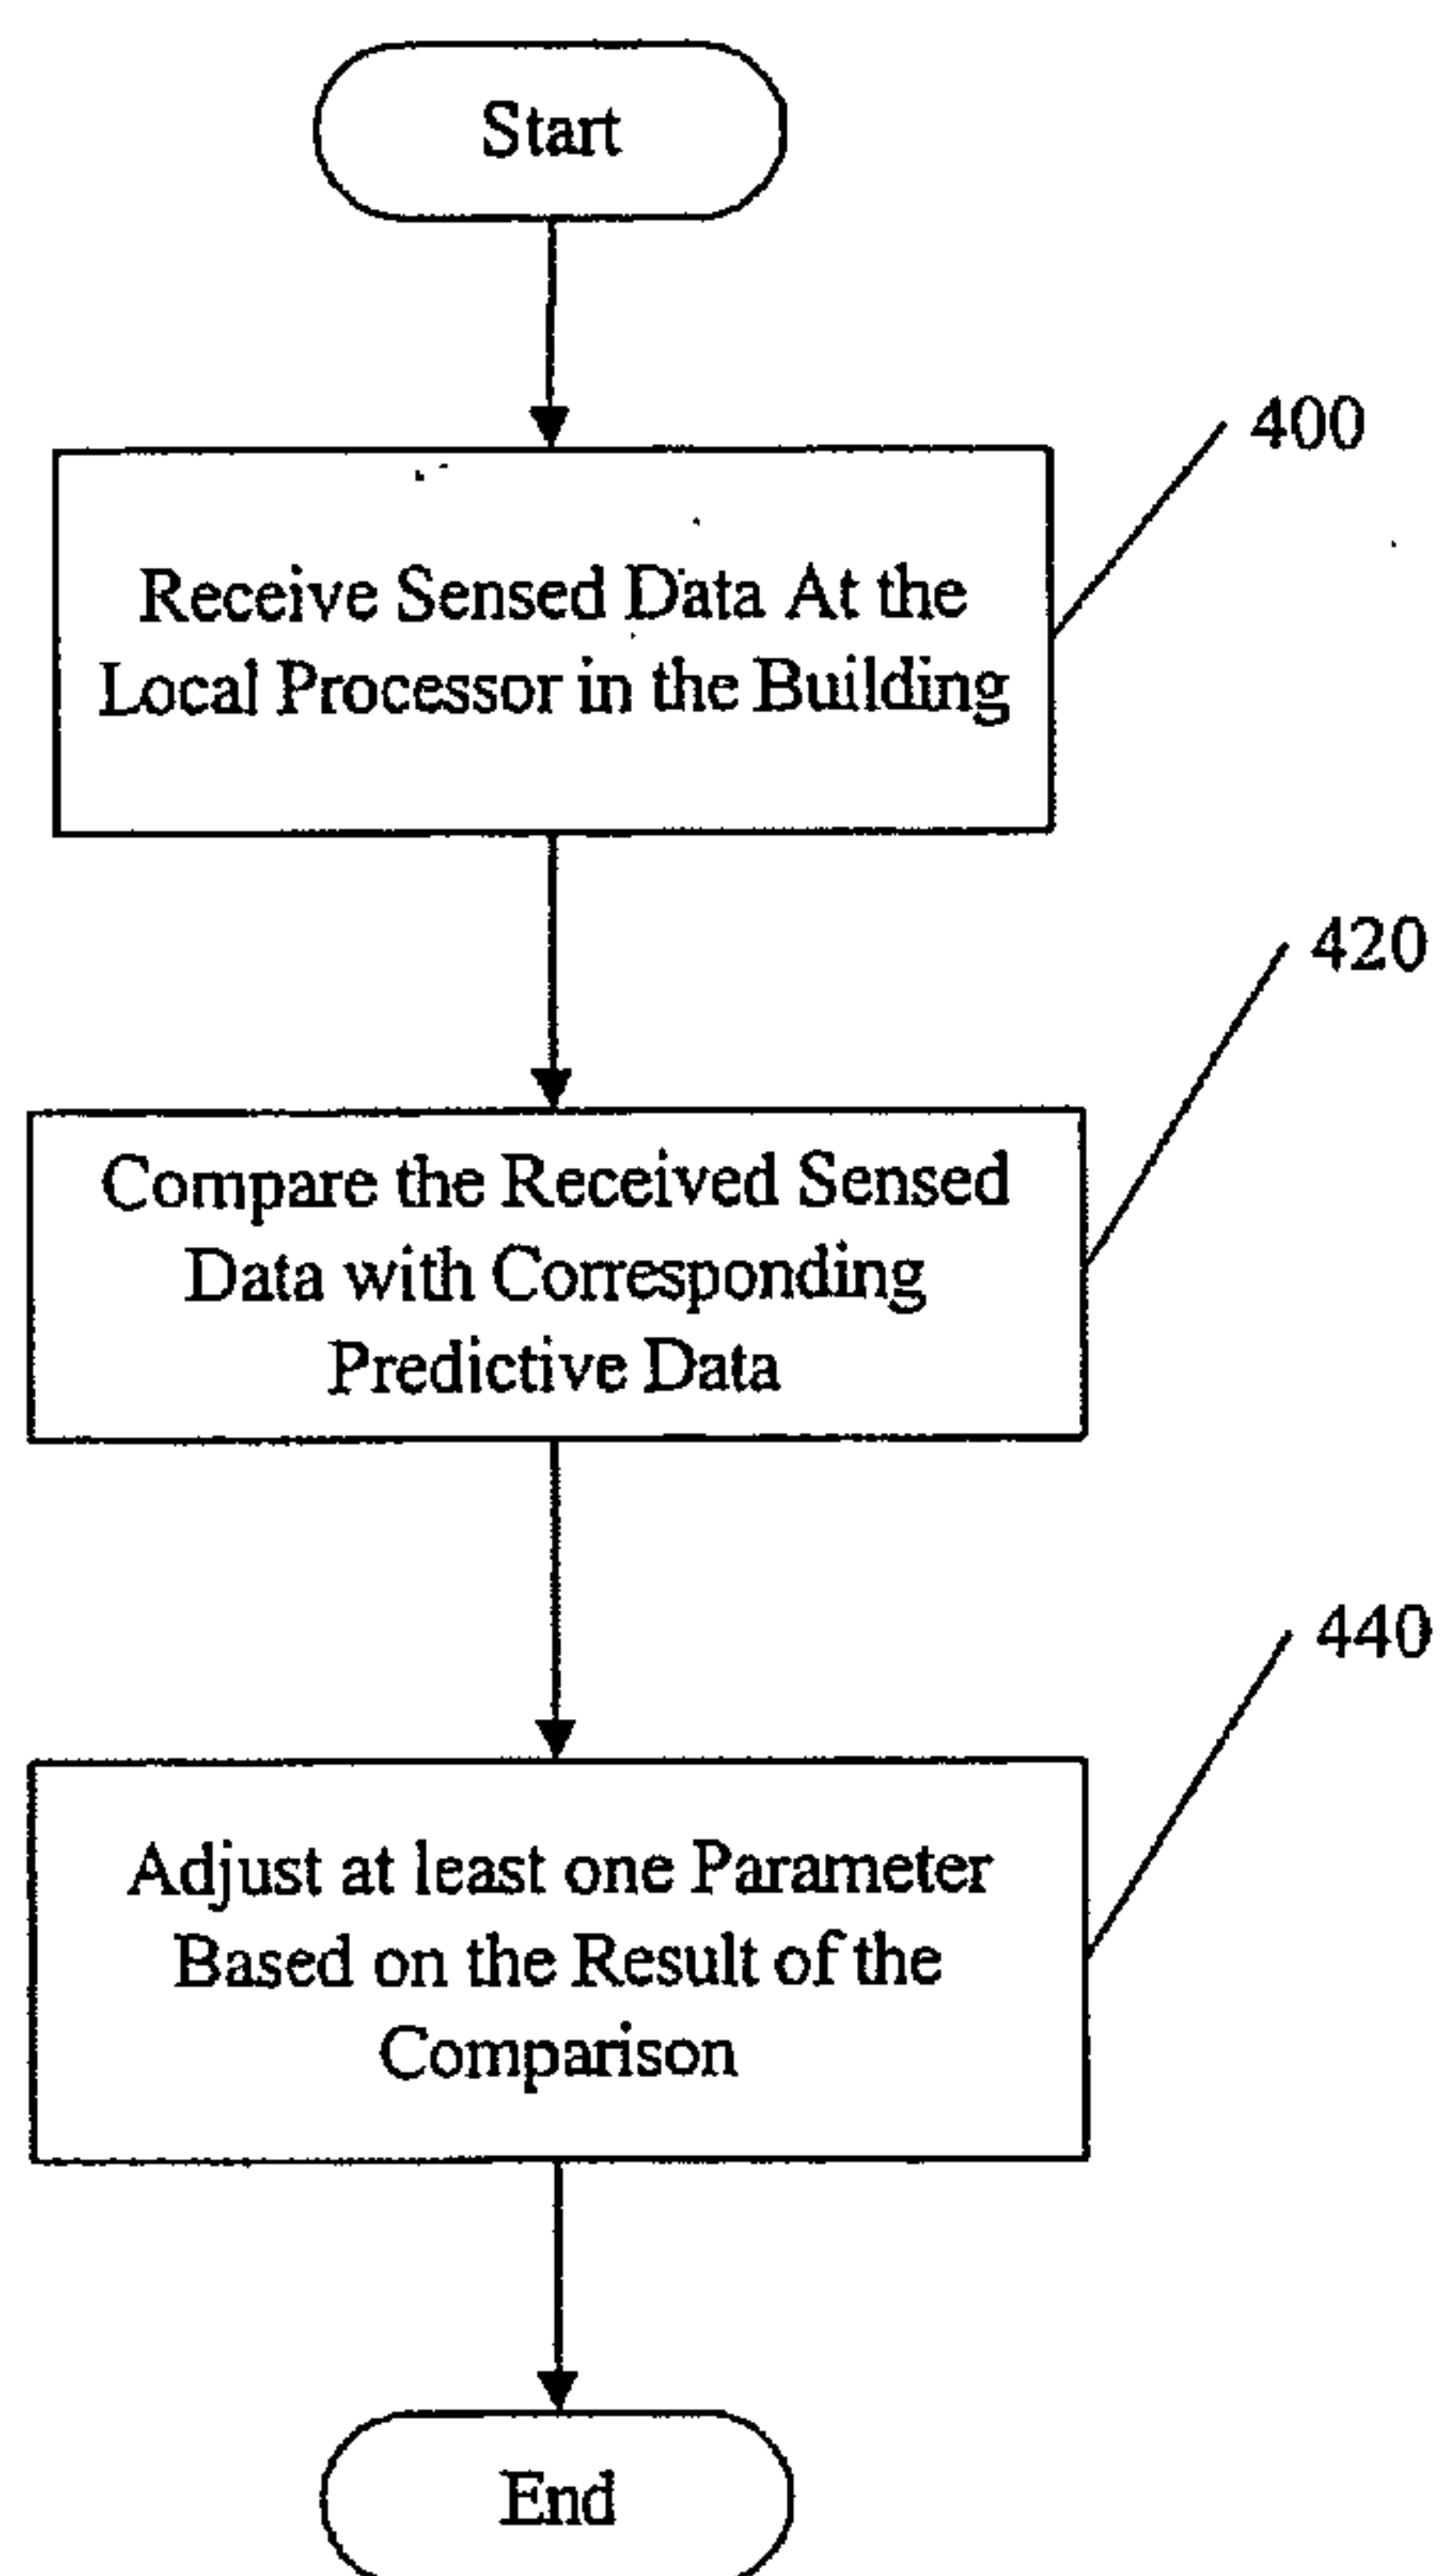 Start
400
Receive Sensed Data At the
Local Processor in the Building
420
Compare the Received Sensed
Data with Corresponding
Predictive Data
440
Adjust at least one Parameter
Based on the Result of the
Comparison
End